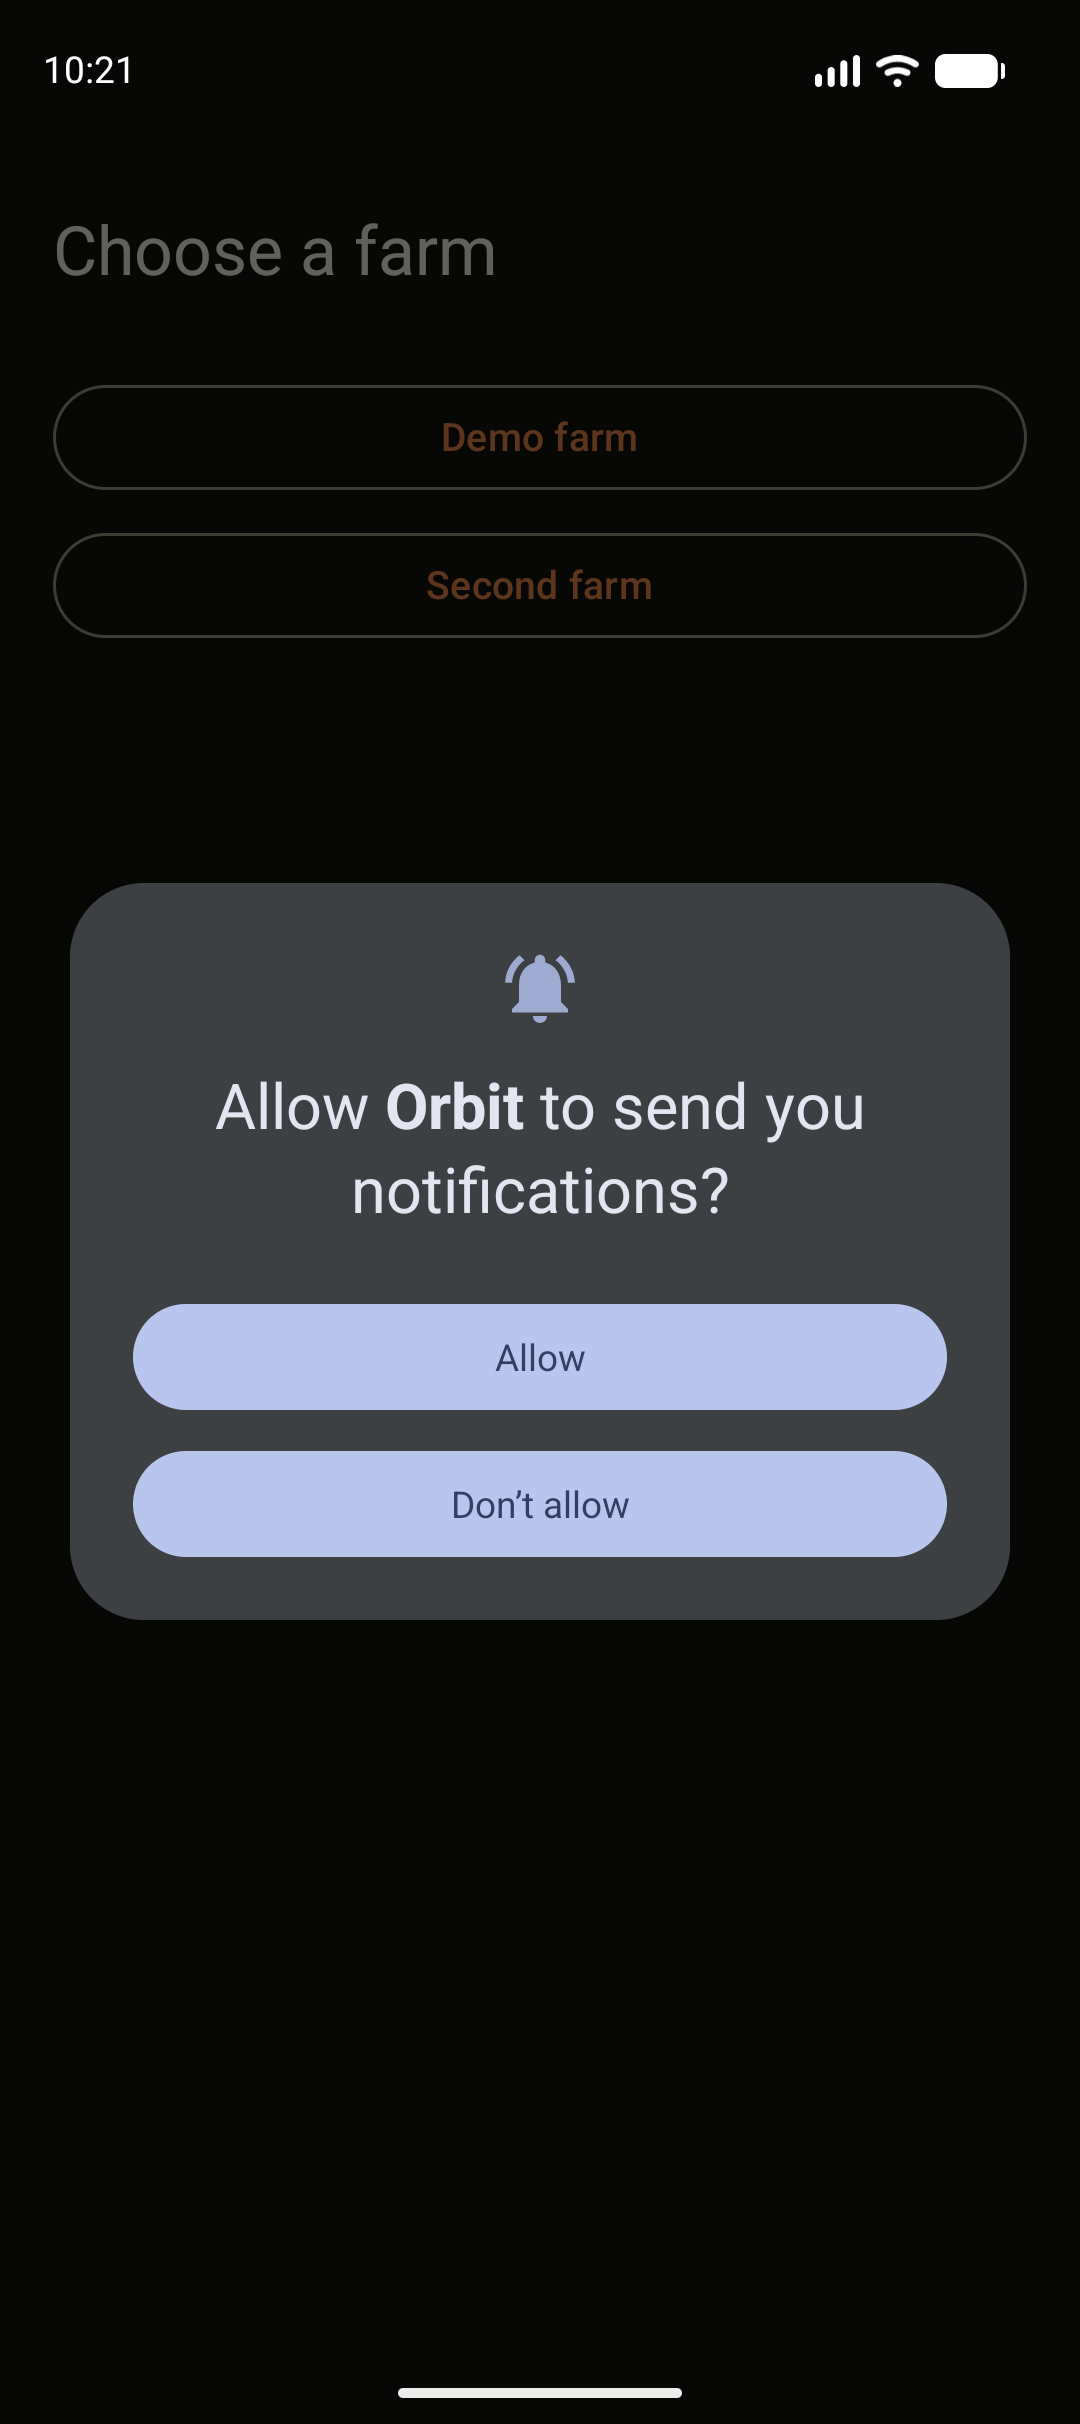 10:21
Choose a farm
Demo farm
Second farm
Allow Orbit to send you
notifications?
Allow
Don’t allow